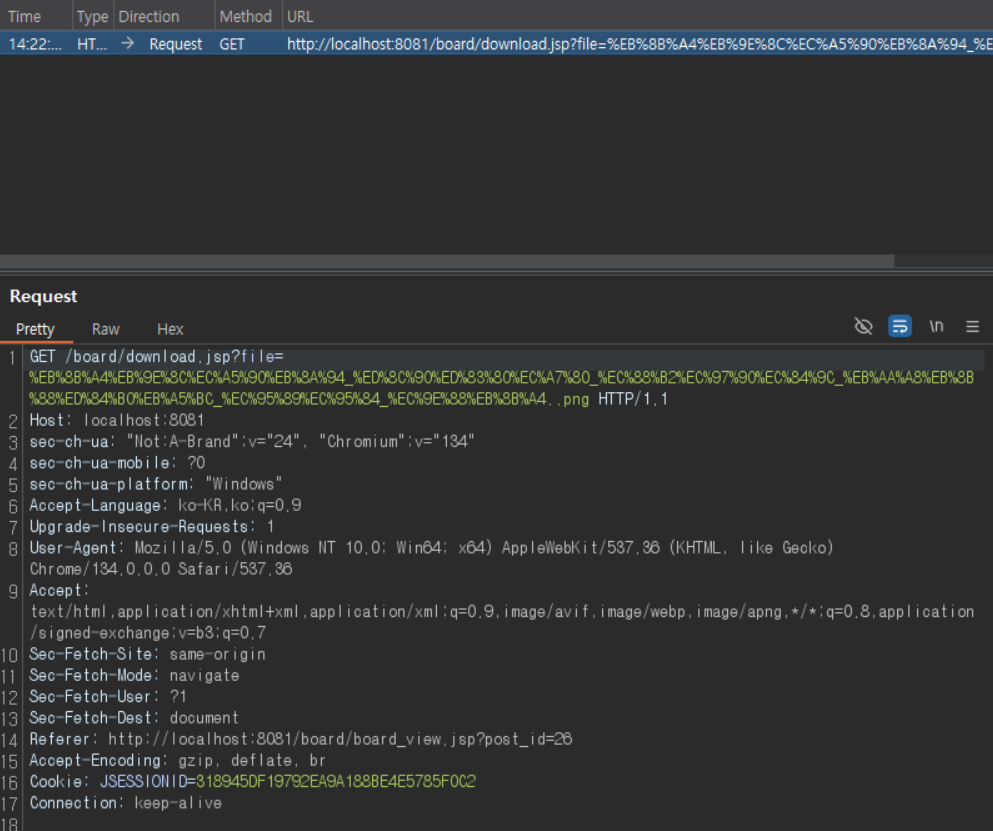 Time Type Direction Method URL
14:22:... HT... → Request GET http://localhost:8081/board/download.jsp?file=%EB%8B%A4%EB%9E%8C%EC%A5%90%EB%8A%94_%E
Request
Pretty Raw Hex \n
1 GET /board/download.jsp?file=
%EB%8B%A4%EB%9E%8C%EC%A5%90%EB%8A%94_%ED%8C%90%ED%83%80%EC%A7%80_%EC%88%B2%EC%97%90%EC%84%9C_%EB%AA%A8%EB%8B
%88%ED%84%B0%EB%A5%BC_%EC%95%89%EC%95%84_%EC%9E%88%EB%8B%A4..png HTTP/1.1
2 Host: localhost:8081
3 sec-ch-ua: "Not:A-Brand";v="24", "Chromium";v="134"
4 sec-ch-ua-mobile: ?0
5 sec-ch-ua-platform: "Windows"
6 Accept-Language: ko-KR,ko;q=0.9
7 Upgrade-Insecure-Requests: 1
8 User-Agent: Mozilla/5.0 (Windows NT 10.0; Win64; x64) AppleWebKit/537.36 (KHTML, like Gecko)
Chrome/134.0.0.0 Safari/537.36
9 Accept:
text/html,application/xhtml+xml,application/xml;q=0.9,image/avif,image/webp,image/apng,*/*;q=0.8,application
/signed-exchange;v=b3;q=0.7
10 Sec-Fetch-Site: same-origin
11 Sec-Fetch-Mode: navigate
12 Sec-Fetch-User: ?1
13 Sec-Fetch-Dest: document
14 Referer: http://localhost:8081/board/board_view.jsp?post_id=26
15 Accept-Encoding: gzip, deflate, br
16 Cookie: JSESSIONID=318945DF19792EA9A188BE4E5785F0C2
17 Connection: keep-alive
18